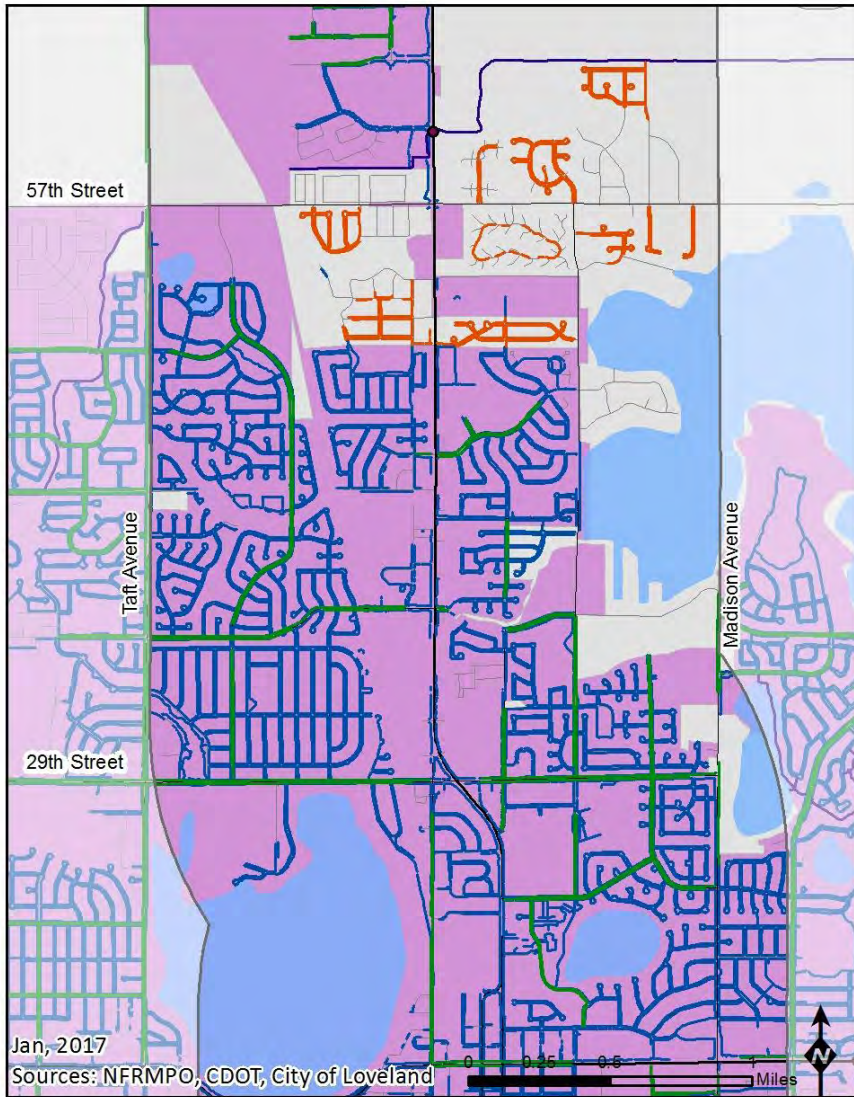 57th Street
Taft Avenue
Madison Avenue
29th Street
Jan, 2017
Sources: NFRMPO, CDOT, City of Loveland
0 0.25 0.5 1
Miles
N